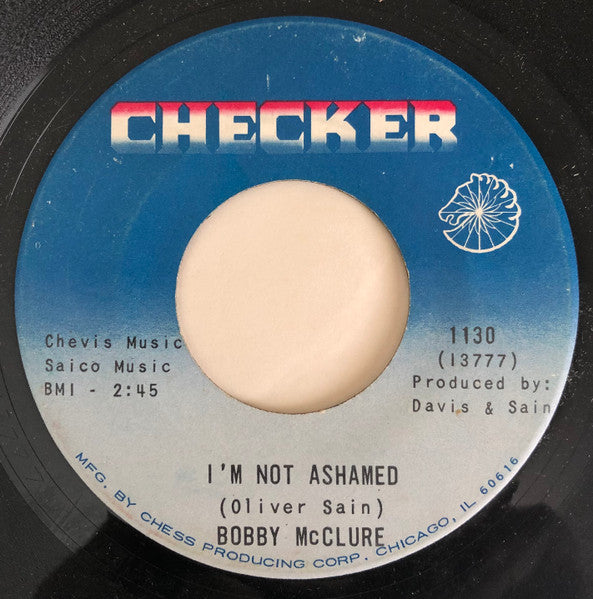 CHECKER
Chevis Music
Saico Music
BMI - 2:45
1130
(13777)
Produced by:
Davis & Sain
I'M NOT ASHAMED
(Oliver Sain)
BOBBY McCLURE
MFG. BY CHESS PRODUCING CORP., CHICAGO, IL 60616